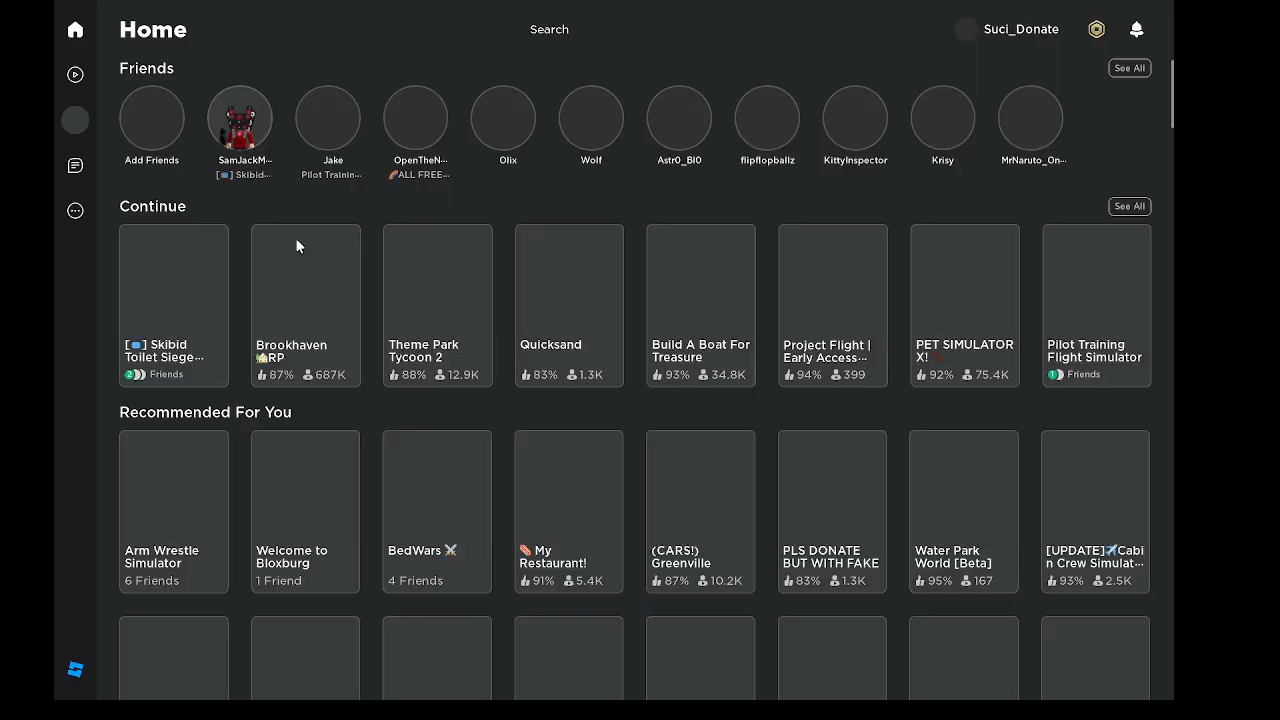 Home
Search
Suci_Donate
Friends
See All
Add Friends
SamJackM...
Jake
OpenTheN...
Olix
Wolf
Astr0_Bl0
flipflopballz
KittyInspector
Krisy
MrNaruto_On...
[] Skibid...
Pilot Trainin...
ALL FREE...
Continue
See All
[] Skibid
Toilet Siege...
2 Friends
Brookhaven
🏡RP
87% 687K
Theme Park
Tycoon 2
88% 12.9K
Quicksand
83% 1.3K
Build A Boat For
Treasure
93% 34.8K
Project Flight |
Early Access...
94% 399
PET SIMULATOR
X!
92% 75.4K
Pilot Training
Flight Simulator
1 Friends
Recommended For You
Arm Wrestle
Simulator
6 Friends
Welcome to
Bloxburg
1 Friend
BedWars ⚔️
4 Friends
🌭 My
Restaurant!
91% 5.4K
(CARS!)
Greenville
87% 10.2K
PLS DONATE
BUT WITH FAKE
83% 1.3K
Water Park
World [Beta]
95% 167
[UPDATE]✈️Cabi
n Crew Simulat...
93% 2.5K